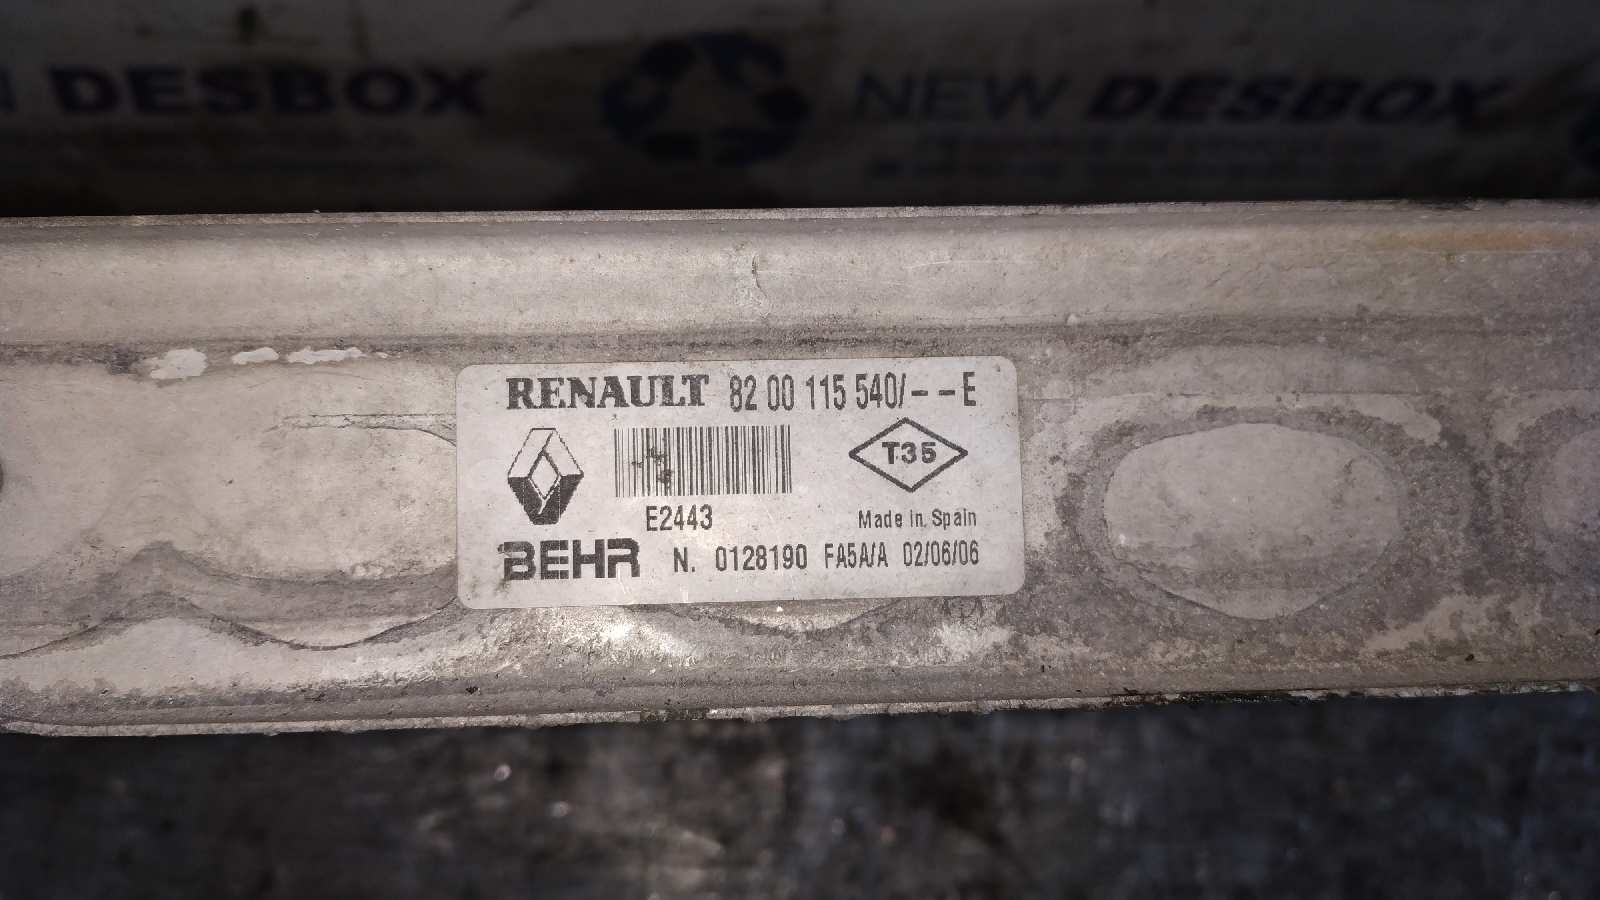 DESBOX
NEW DESBOX
RENAULT 82 00 115 540/--E
T35
E2443
Made in Spain
BEHR N. 0128190 FA5A/A 02/06/06